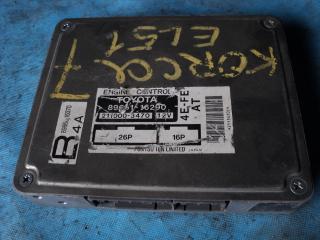 KORCA
EL51
A
ENGINE CONTROL
TOYOTA
89661-16290
211000-3470 12V
4E-FE
AT
26P 16P
FUJITSU TEN LIMITED JAPAN
R
4A